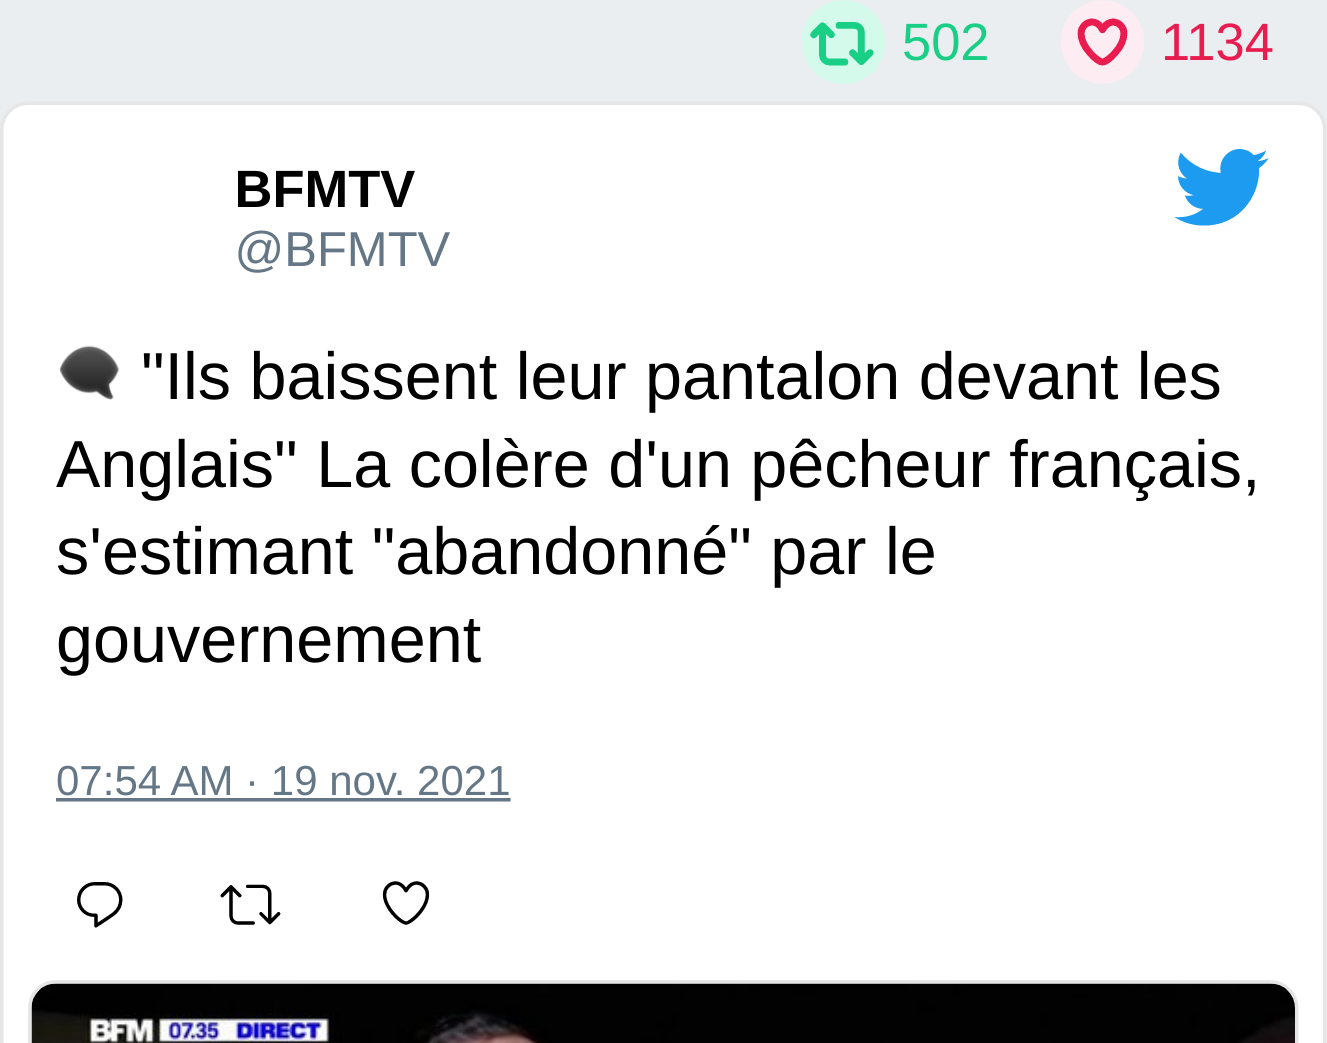 502 1134
BFMTV
@BFMTV
🗨 "Ils baissent leur pantalon devant les
Anglais" La colère d'un pêcheur français,
s'estimant "abandonné" par le
gouvernement
07:54 AM · 19 nov. 2021
BFM 07.35 DIRECT